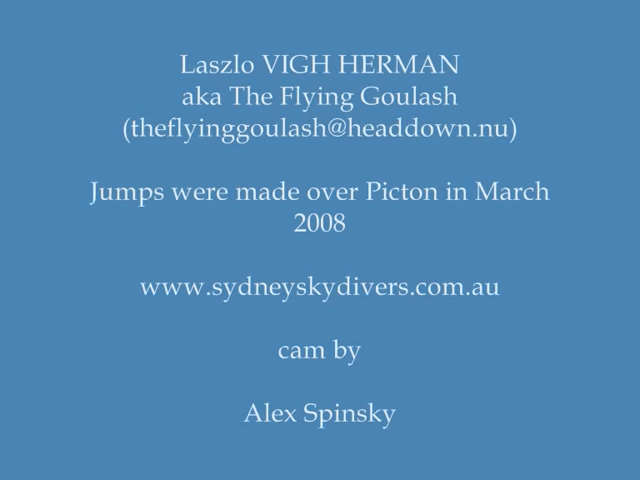 Laszlo VIGH HERMAN
aka The Flying Goulash
(theflyinggoulash@headdown.nu)
Jumps were made over Picton in March
2008
www.sydneyskydivers.com.au
cam by
Alex Spinsky